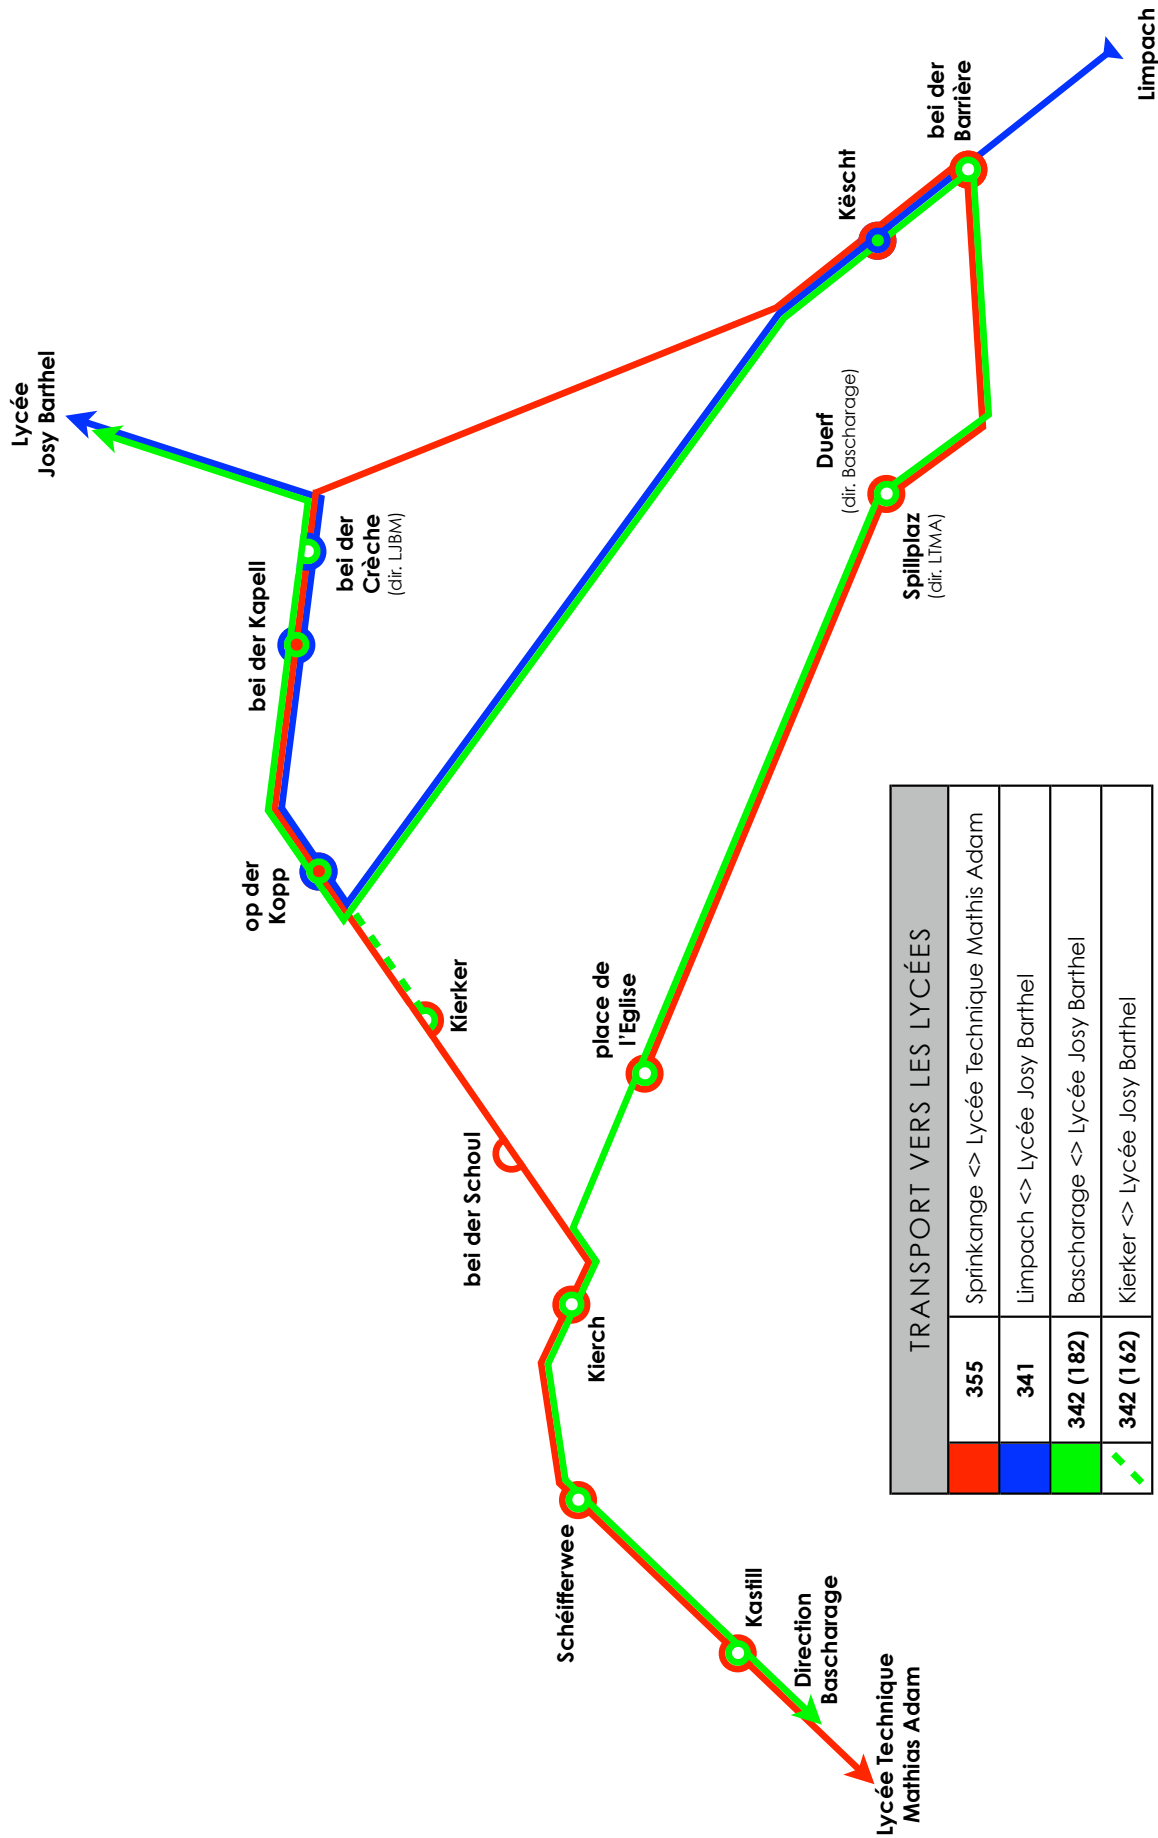 Lycée
Josy Barthel
bei der
Crèche
(dir. LJBM)
bei der Kapell
op der
Kopp
Kierker
bei der Schoul
Kierch
Schéifferwee
Kastill
Direction
Bascharage
Lycée Technique
Mathias Adam
place de
l'Eglise
Duerf
(dir. Bascharage)
Spillplaz
(dir. LTMA)
Këscht
bei der
Barrière
Limpach
TRANSPORT VERS LES LYCÉES
355 Sprinkange <> Lycée Technique Mathis Adam
341 Limpach <> Lycée Josy Barthel
342 (182) Bascharage <> Lycée Josy Barthel
342 (162) Kierker <> Lycée Josy Barthel